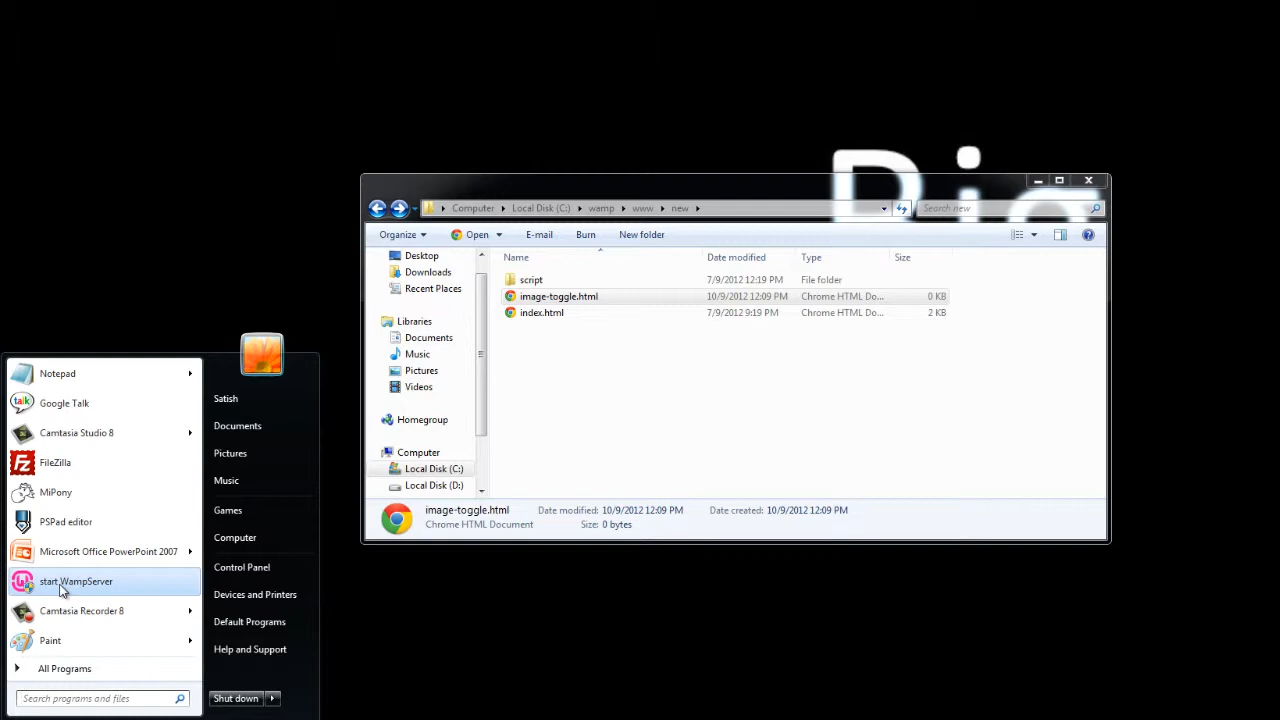 Dio
Computer Local Disk (C:) wamp www new
Search new
Organize Open E-mail Burn New folder
Desktop
Downloads
Recent Places
Libraries
Documents
Music
Pictures
Videos
Homegroup
Computer
Local Disk (C:)
Local Disk (D:)
Name Date modified Type Size
script 7/9/2012 12:19 PM File folder
image-toggle.html 10/9/2012 12:09 PM Chrome HTML Do... 0 KB
index.html 7/9/2012 9:19 PM Chrome HTML Do... 2 KB
image-toggle.html Date modified: 10/9/2012 12:09 PM Date created: 10/9/2012 12:09 PM
Chrome HTML Document Size: 0 bytes
Notepad
talk Google Talk
Camtasia Studio 8
Fz FileZilla
MiPony
PSPad editor
Microsoft Office PowerPoint 2007
start WampServer
Camtasia Recorder 8
Paint
All Programs
Search programs and files
Satish
Documents
Pictures
Music
Games
Computer
Control Panel
Devices and Printers
Default Programs
Help and Support
Shut down